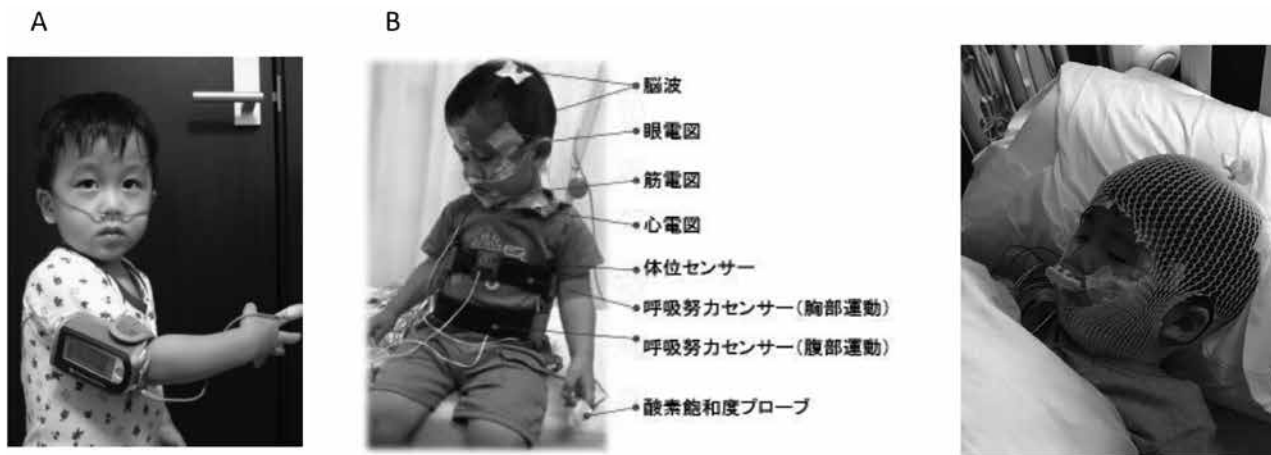 A
B
脳波
眼電図
筋電図
心電図
体位センサー
呼吸努力センサー(胸部運動)
呼吸努力センサー(腹部運動)
酸素飽和度プローブ